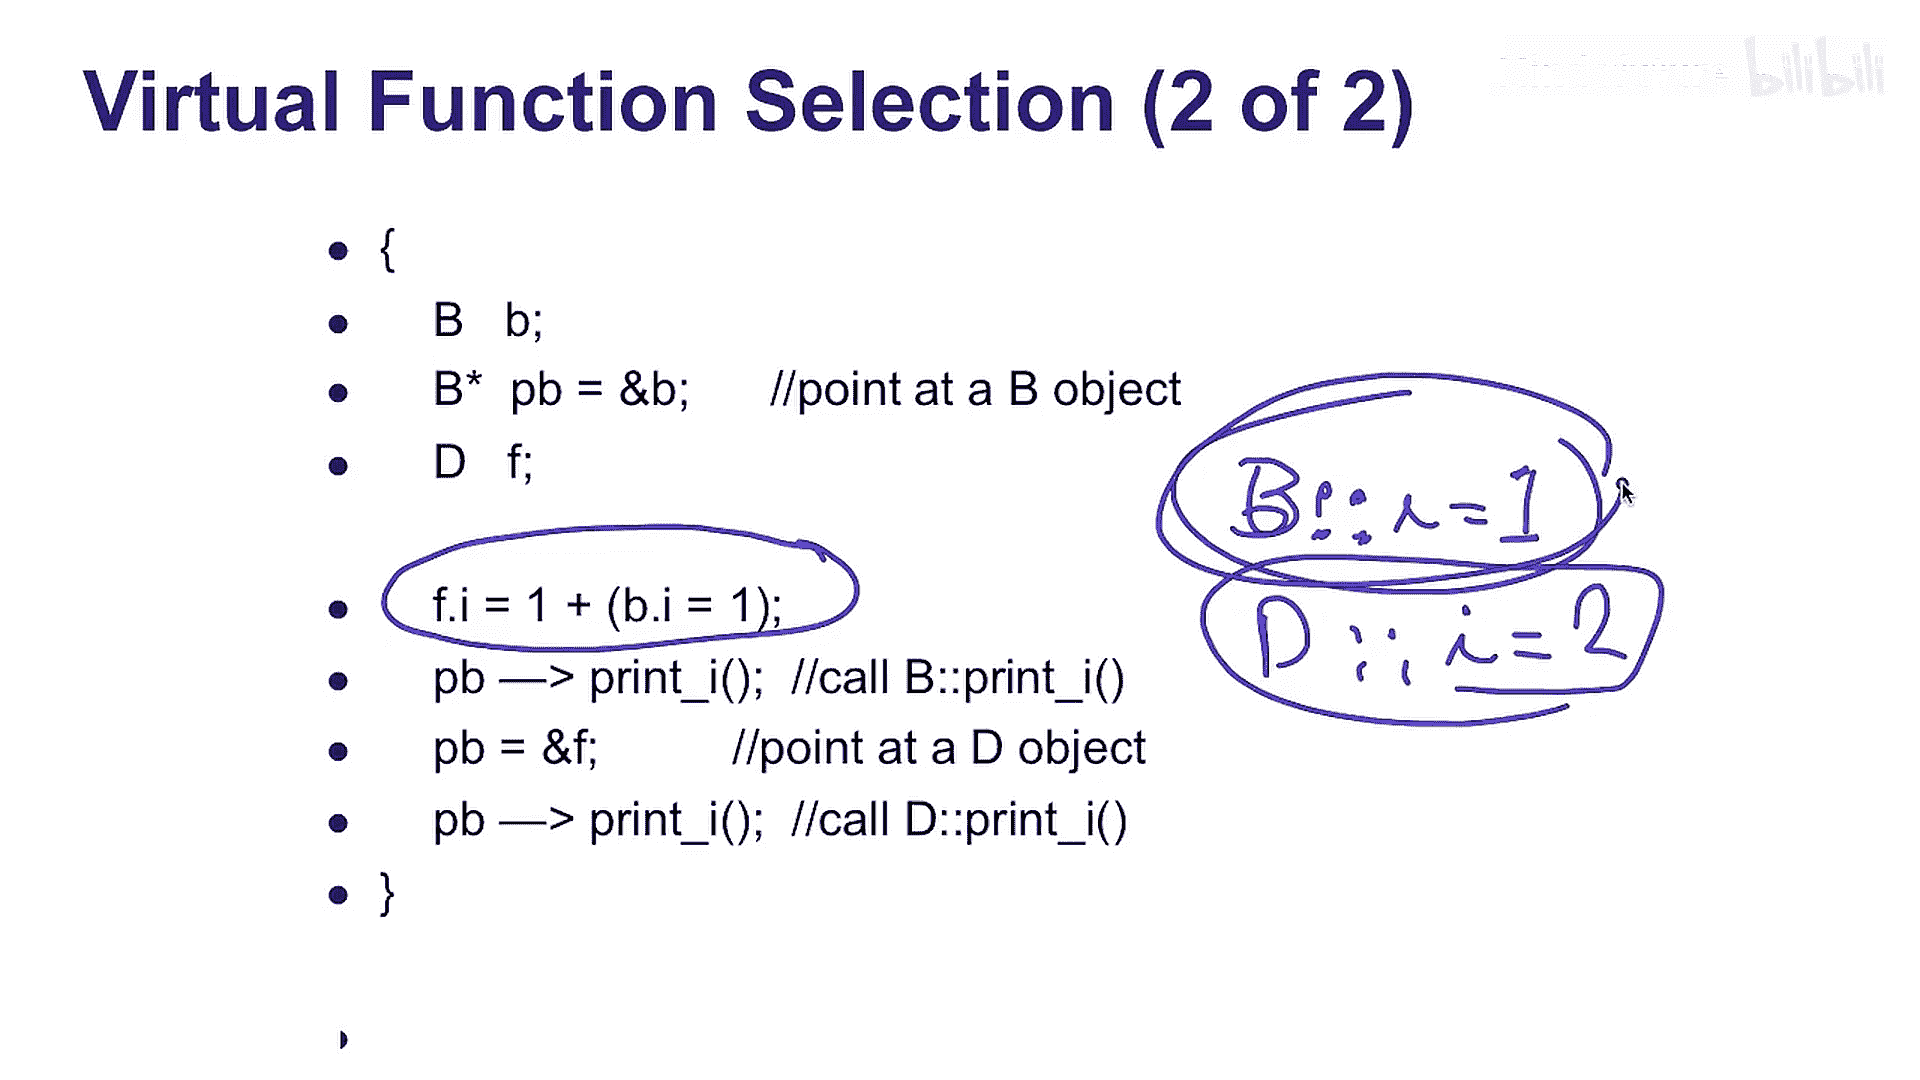 Virtual Function Selection (2 of 2)
bilibili
• {
• B b;
• B* pb = &b; //point at a B object
• D f;
B::i=1
• f.i = 1 + (b.i = 1);
D::i=2
• pb —> print_i(); //call B::print_i()
• pb = &f; //point at a D object
• pb —> print_i(); //call D::print_i()
• }